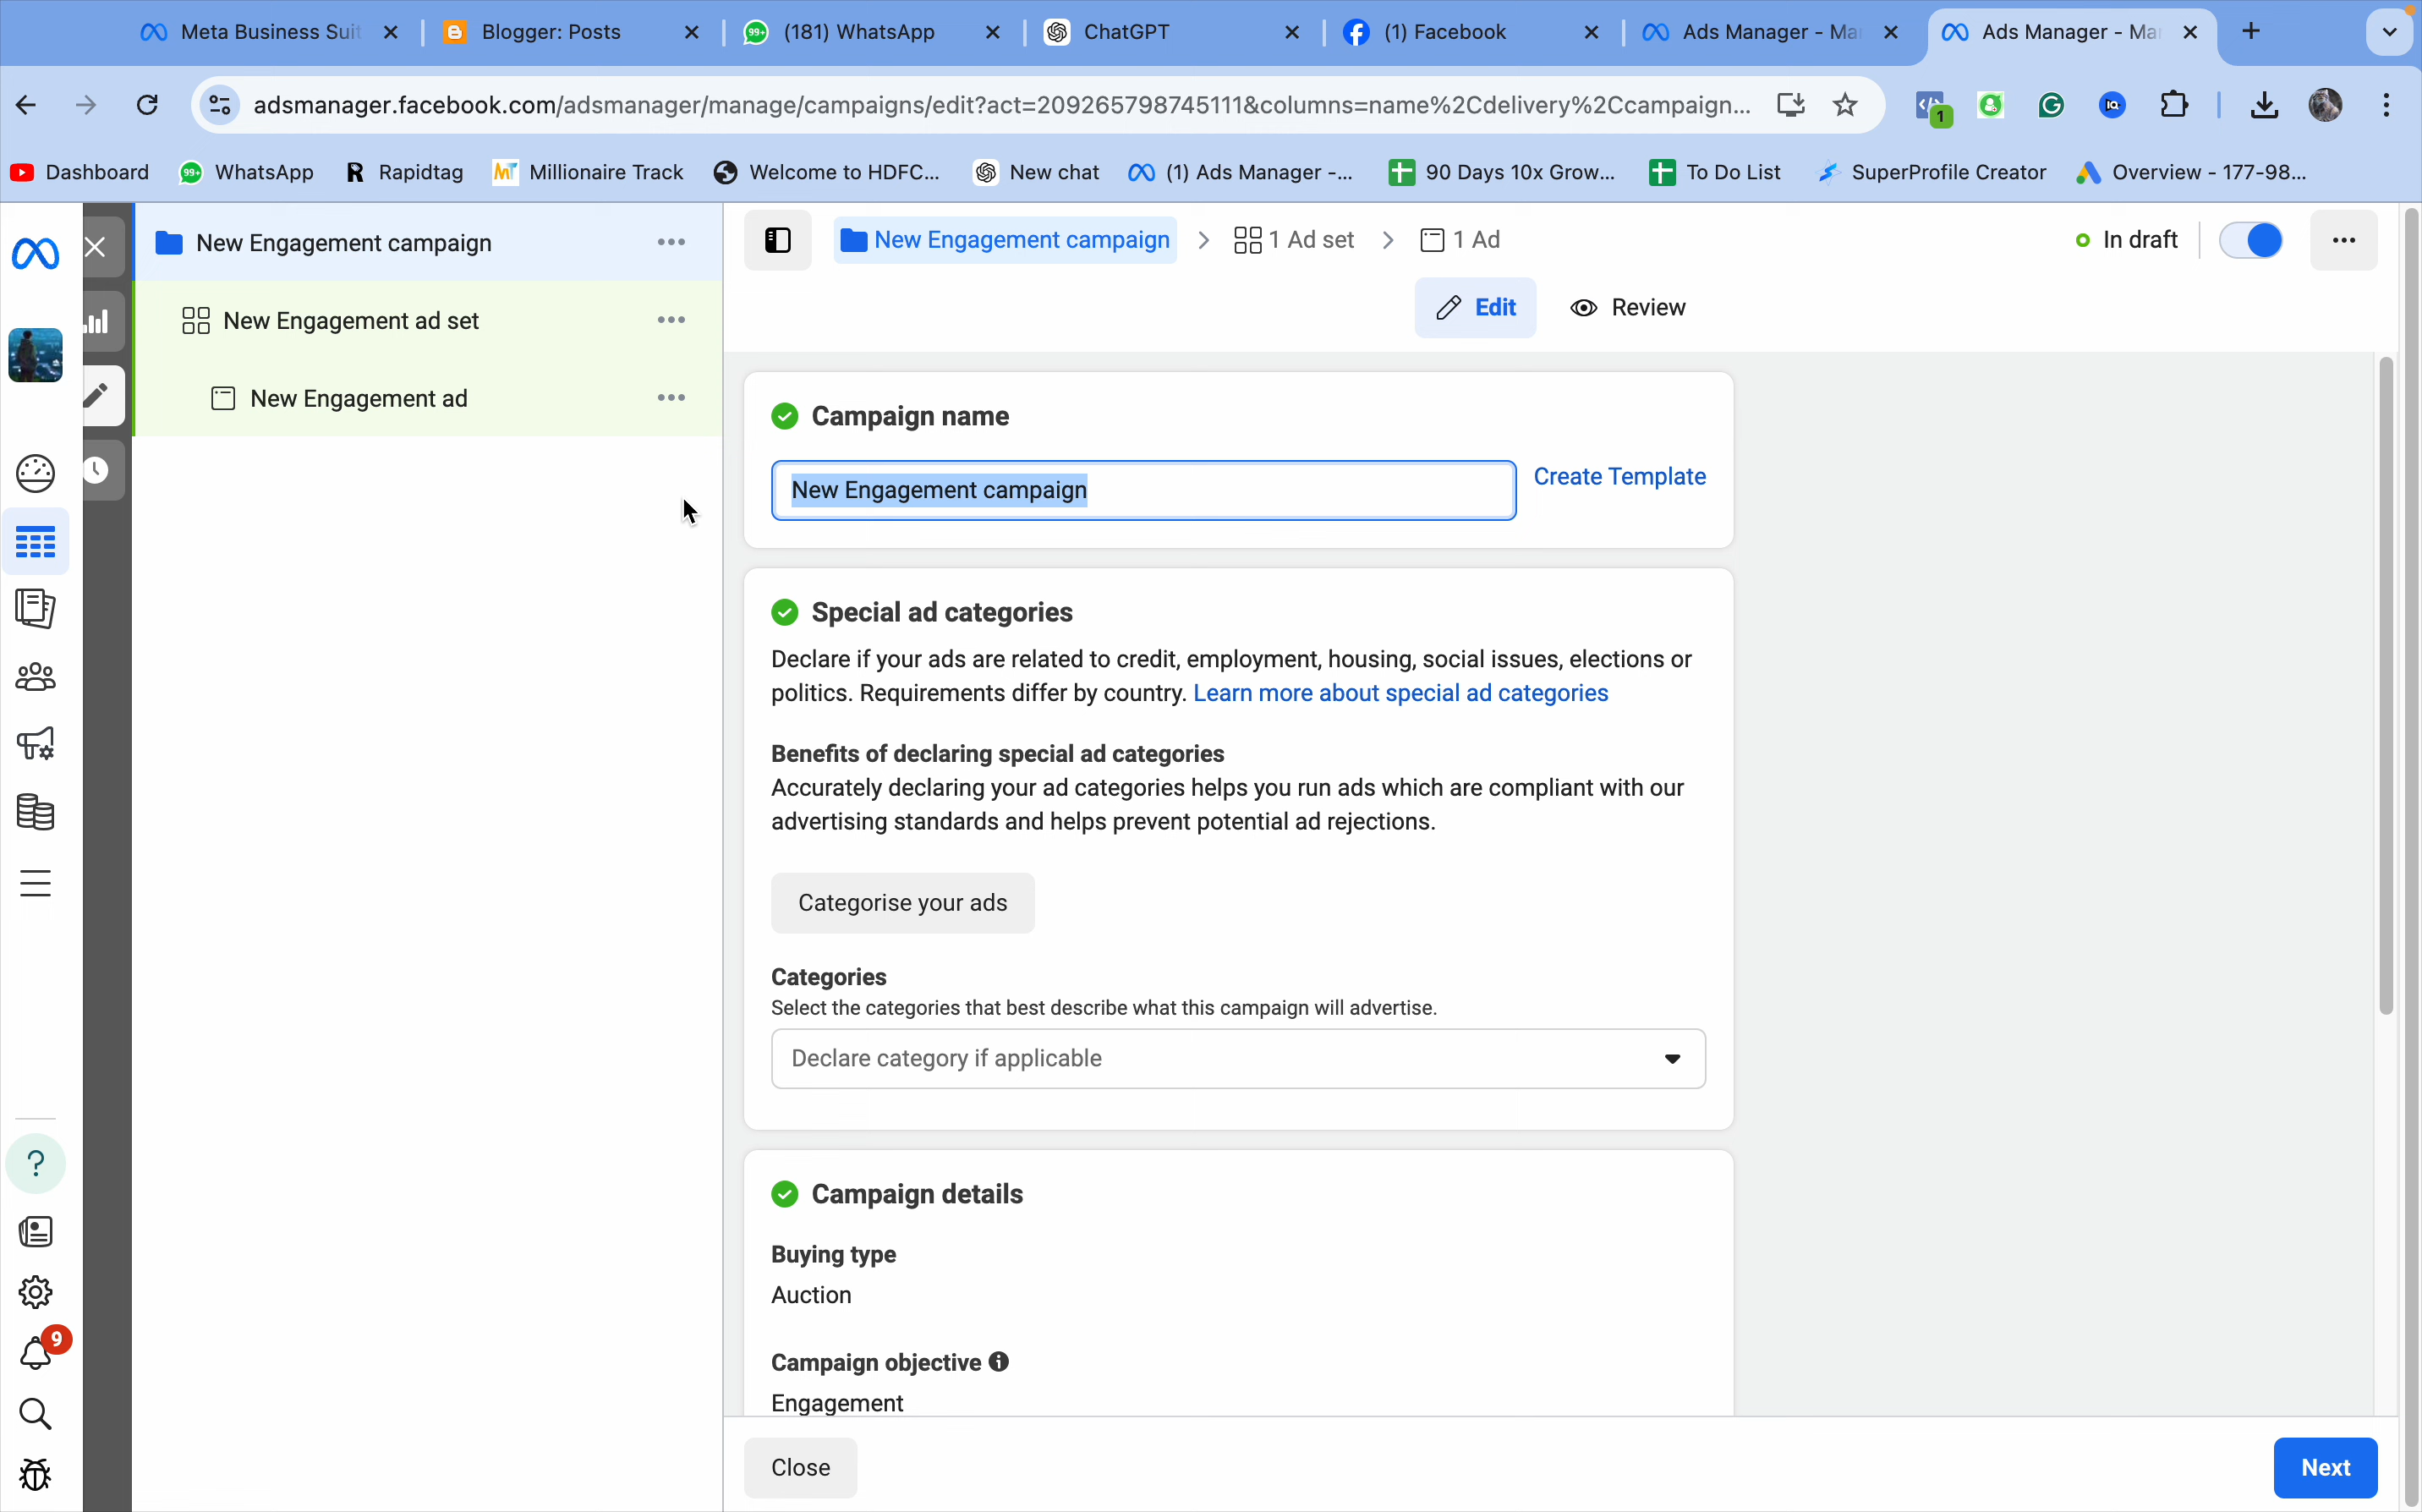 Meta Business Suit
Blogger: Posts
(181) WhatsApp
ChatGPT
(1) Facebook
Ads Manager - Ma
Ads Manager - Ma
adsmanager.facebook.com/adsmanager/manage/campaigns/edit?act=209265798745111&columns=name%2Cdelivery%2Ccampaign...
1
Dashboard
99+
WhatsApp
Rapidtag
Millionaire Track
Welcome to HDFC...
New chat
(1) Ads Manager -...
90 Days 10x Grow...
To Do List
SuperProfile Creator
Overview - 177-98...
New Engagement campaign
New Engagement ad set
New Engagement ad
New Engagement campaign
1 Ad set
1 Ad
In draft
Edit
Review
Campaign name
New Engagement campaign
Create Template
Special ad categories
Declare if your ads are related to credit, employment, housing, social issues, elections or
politics. Requirements differ by country. Learn more about special ad categories
Benefits of declaring special ad categories
Accurately declaring your ad categories helps you run ads which are compliant with our
advertising standards and helps prevent potential ad rejections.
Categorise your ads
Categories
Select the categories that best describe what this campaign will advertise.
Declare category if applicable
Campaign details
Buying type
Auction
Campaign objective
Engagement
9
Close
Next